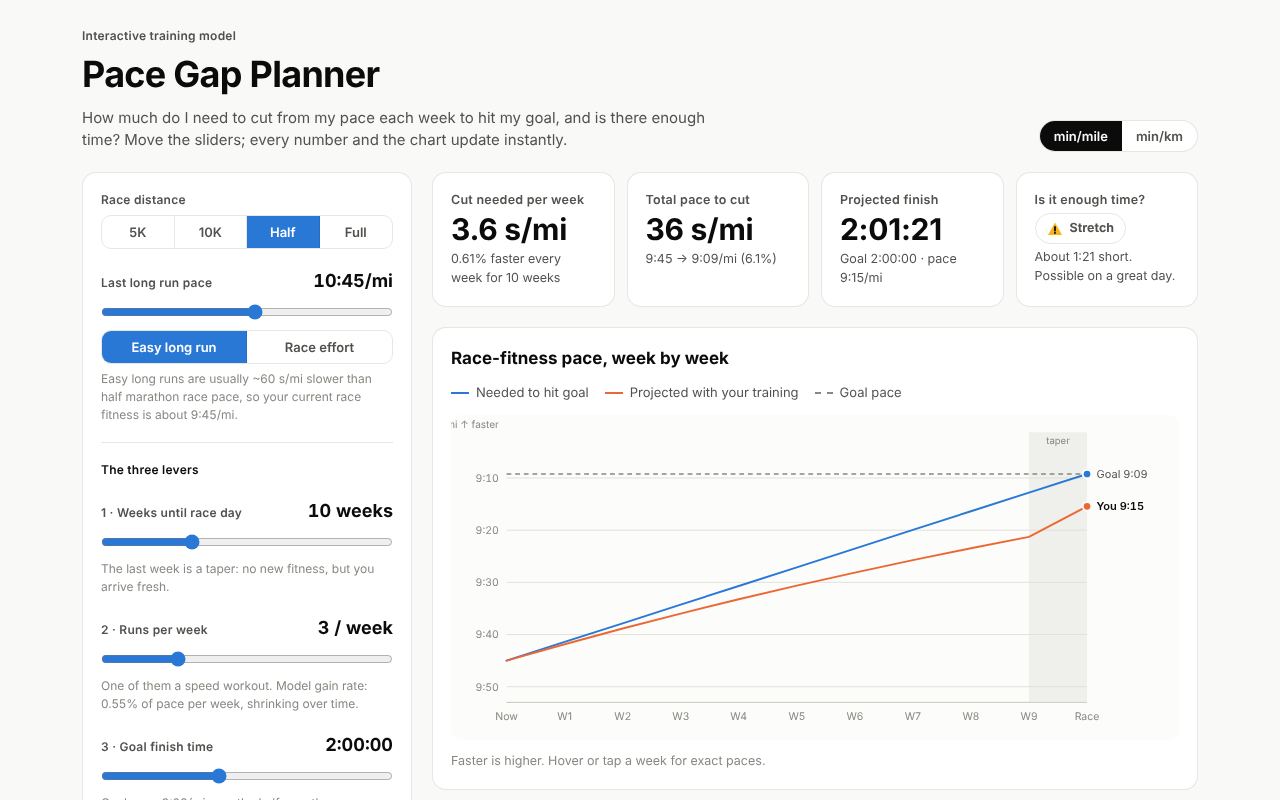 Interactive training model
Pace Gap Planner
How much do I need to cut from my pace each week to hit my goal, and is there enough
time? Move the sliders; every number and the chart update instantly.
min/mile
min/km
Race distance
5K
10K
Half
Full
Last long run pace
10:45/mi
Easy long run
Race effort
Easy long runs are usually ~60 s/mi slower than
half marathon race pace, so your current race
fitness is about 9:45/mi.
The three levers
1 · Weeks until race day
10 weeks
The last week is a taper: no new fitness, but you
arrive fresh.
2 · Runs per week
3 / week
One of them a speed workout. Model gain rate:
0.55% of pace per week, shrinking over time.
3 · Goal finish time
2:00:00
Cut needed per week
3.6 s/mi
0.61% faster every
week for 10 weeks
Total pace to cut
36 s/mi
9:45 → 9:09/mi (6.1%)
Projected finish
2:01:21
Goal 2:00:00 · pace
9:15/mi
Is it enough time?
⚠️ Stretch
About 1:21 short.
Possible on a great day.
Race-fitness pace, week by week
Needed to hit goal
Projected with your training
Goal pace
↑ faster
taper
9:10
9:20
9:30
9:40
9:50
Goal 9:09
You 9:15
Now
W1
W2
W3
W4
W5
W6
W7
W8
W9
Race
Faster is higher. Hover or tap a week for exact paces.